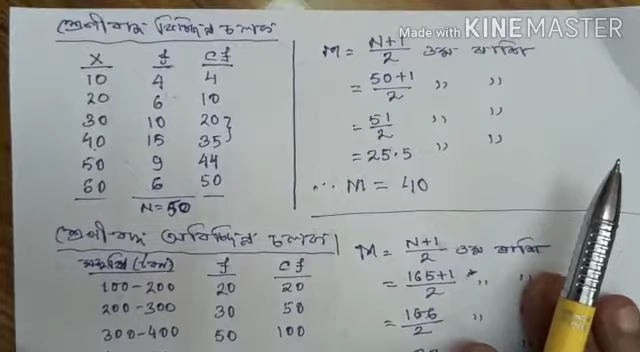 Made with KINEMASTER
শ্রেণীবদ্ধ বিচ্ছিন্ন চলক
X f cf
10 4 4
20 6 10
30 10 20
40 15 35
50 9 44
60 6 50
N = 50
M = N+1/2 তম রাশি
= 50+1/2 " "
= 51/2 " "
= 25.5 " "
∴ M = 40
শ্রেণীবদ্ধ অবিচ্ছিন্ন চলক।
f cf
100-200 20 20
200-300 30 50
300-400 50 100
M = N+1/2 তম রাশি
= 165+1/2 " "
= 166/2 " "